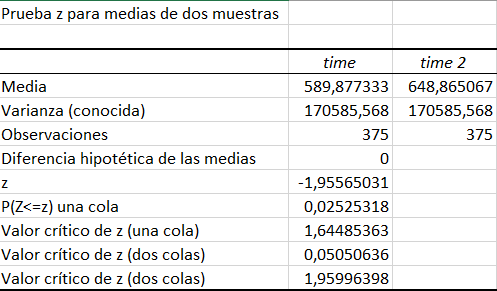 Prueba z para medias de dos muestras
time time 2
Media 589,877333 648,865067
Varianza (conocida) 170585,568 170585,568
Observaciones 375 375
Diferencia hipotética de las medias 0
z -1,95565031
P(Z<=z) una cola 0,02525318
Valor crítico de z (una cola) 1,64485363
Valor crítico de z (dos colas) 0,05050636
Valor crítico de z (dos colas) 1,95996398